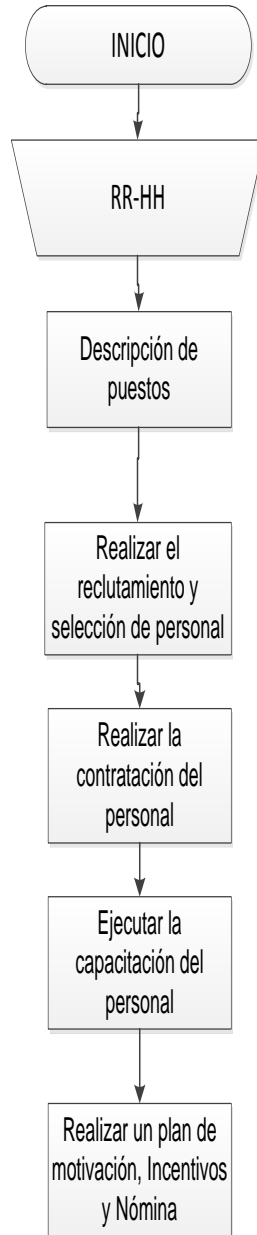 INICIO
RR-HH
Descripción de
puestos
Realizar el
reclutamiento y
selección de personal
Realizar la
contratación del
personal
Ejecutar la
capacitación del
personal
Realizar un plan de
motivación, Incentivos
y Nómina